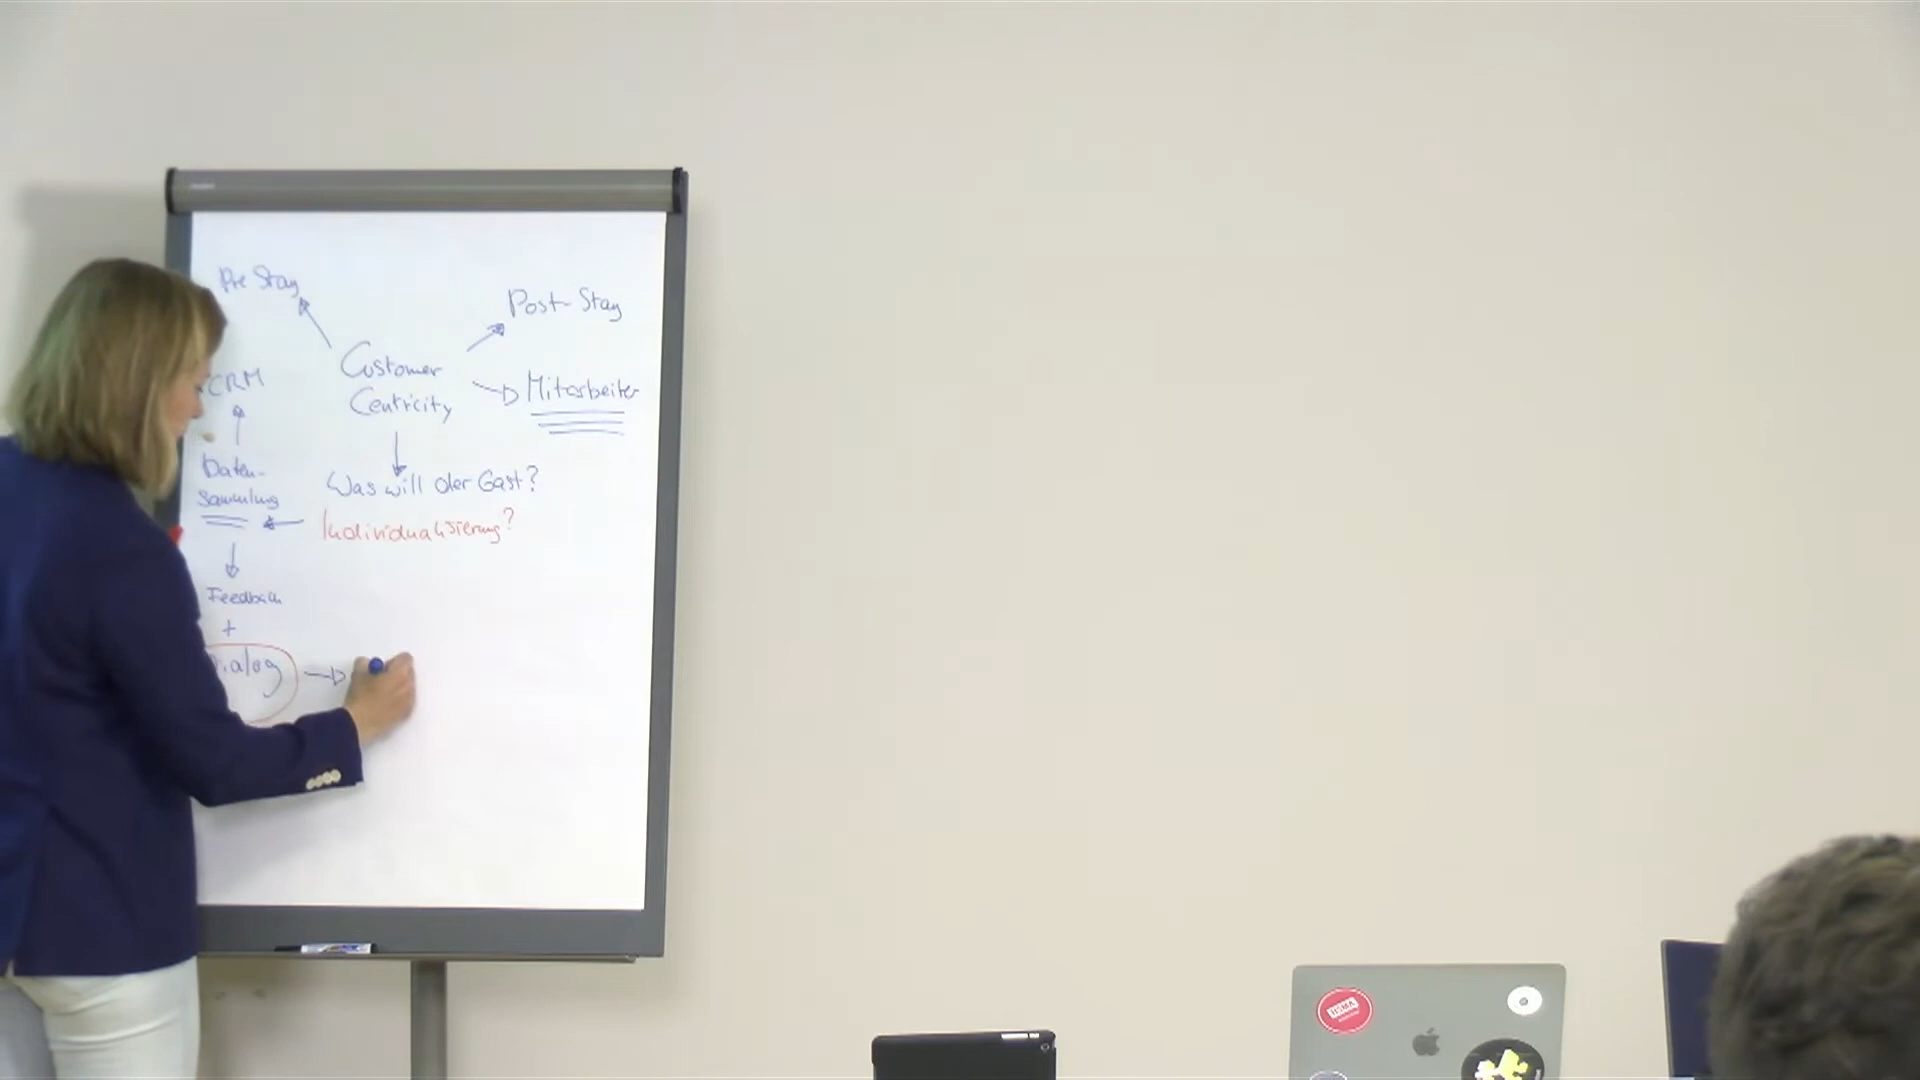 Pre Stay
Post-Stay
Customer
Centricity
CRM
Mitarbeiter
Daten-
sammlung
Was will der Gast?
Individualisierung?
Feedback
+
Dialog